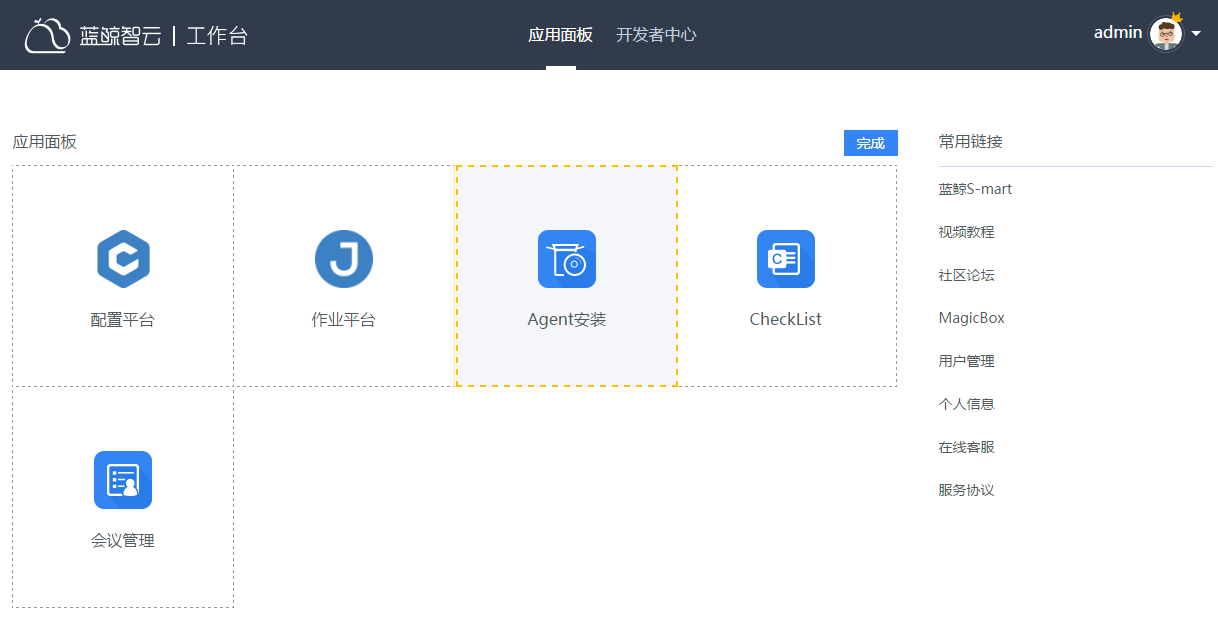 蓝鲸智云 | 工作台
应用面板
开发者中心
admin
应用面板
完成
配置平台
作业平台
Agent安装
CheckList
会议管理
常用链接
蓝鲸S-mart
视频教程
社区论坛
MagicBox
用户管理
个人信息
在线客服
服务协议